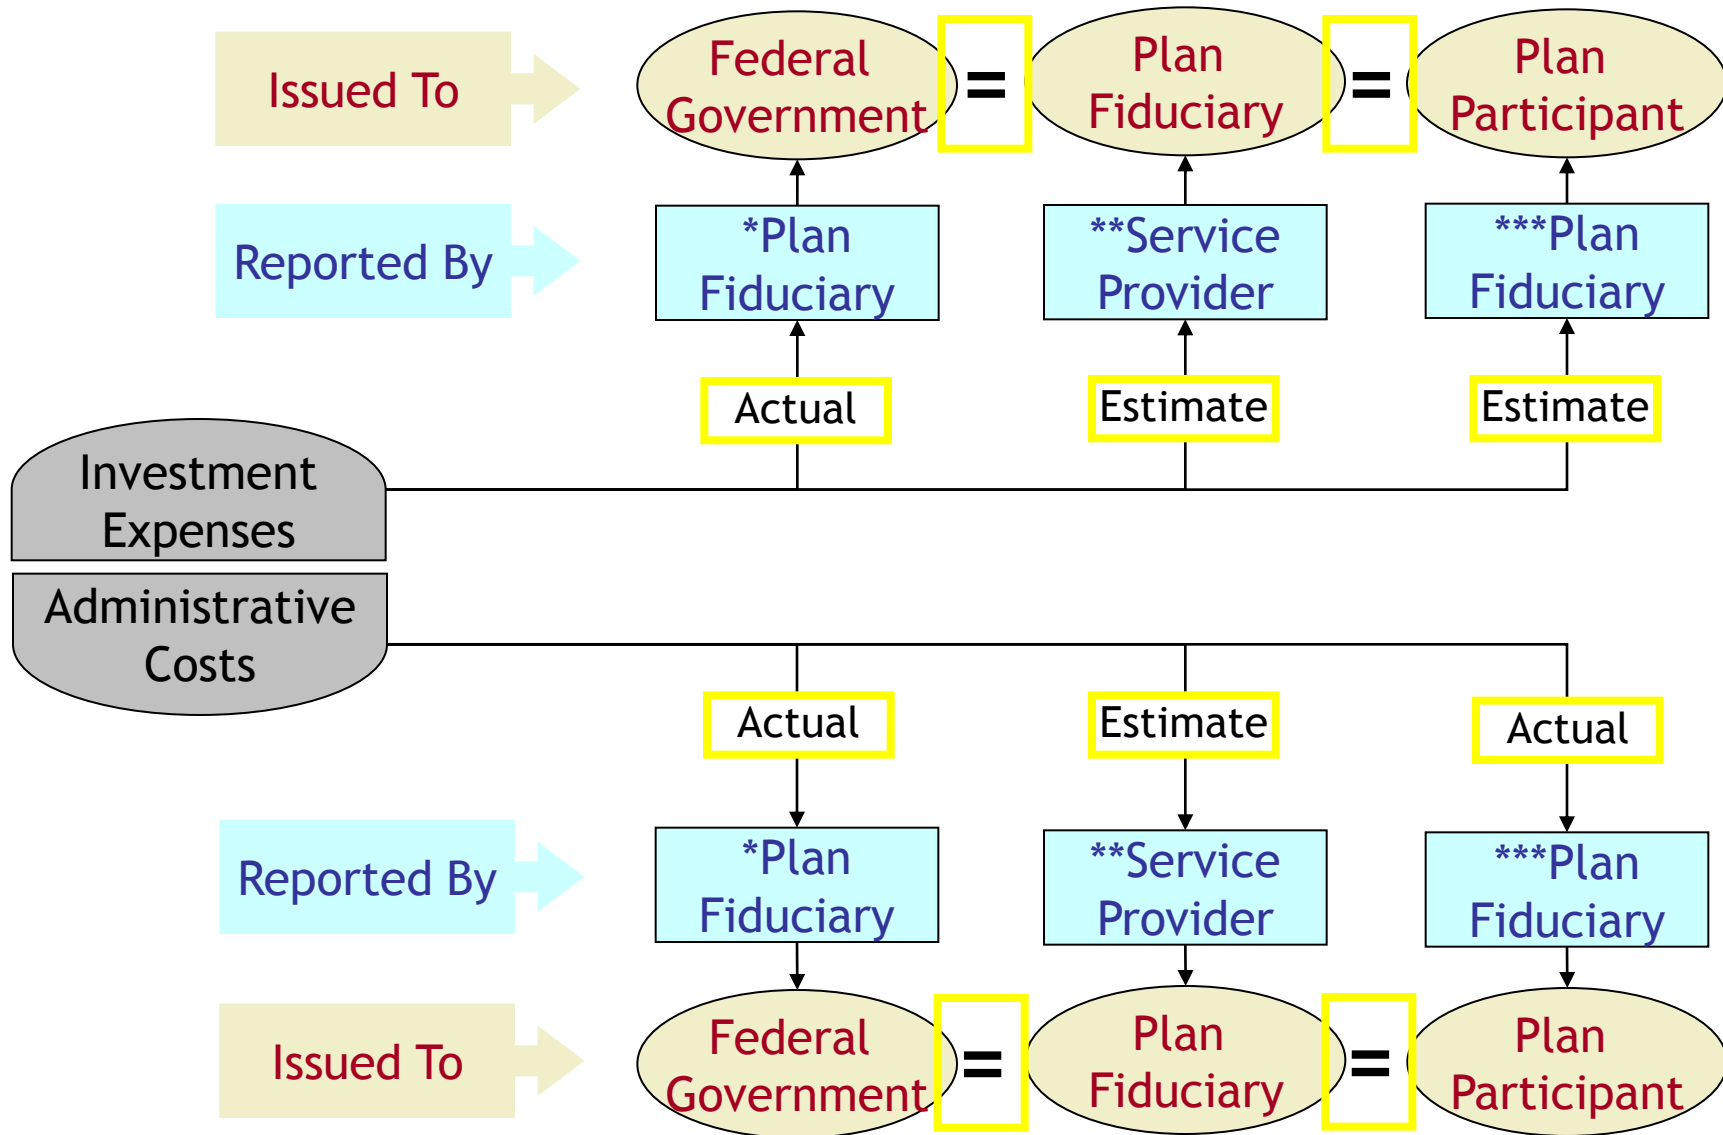 Issued To
Federal
Government
=
Plan
Fiduciary
=
Plan
Participant
Reported By
*Plan
Fiduciary
**Service
Provider
***Plan
Fiduciary
Actual
Estimate
Estimate
Investment
Expenses
Administrative
Costs
Actual
Estimate
Actual
Reported By
*Plan
Fiduciary
**Service
Provider
***Plan
Fiduciary
Issued To
Federal
Government
=
Plan
Fiduciary
=
Plan
Participant